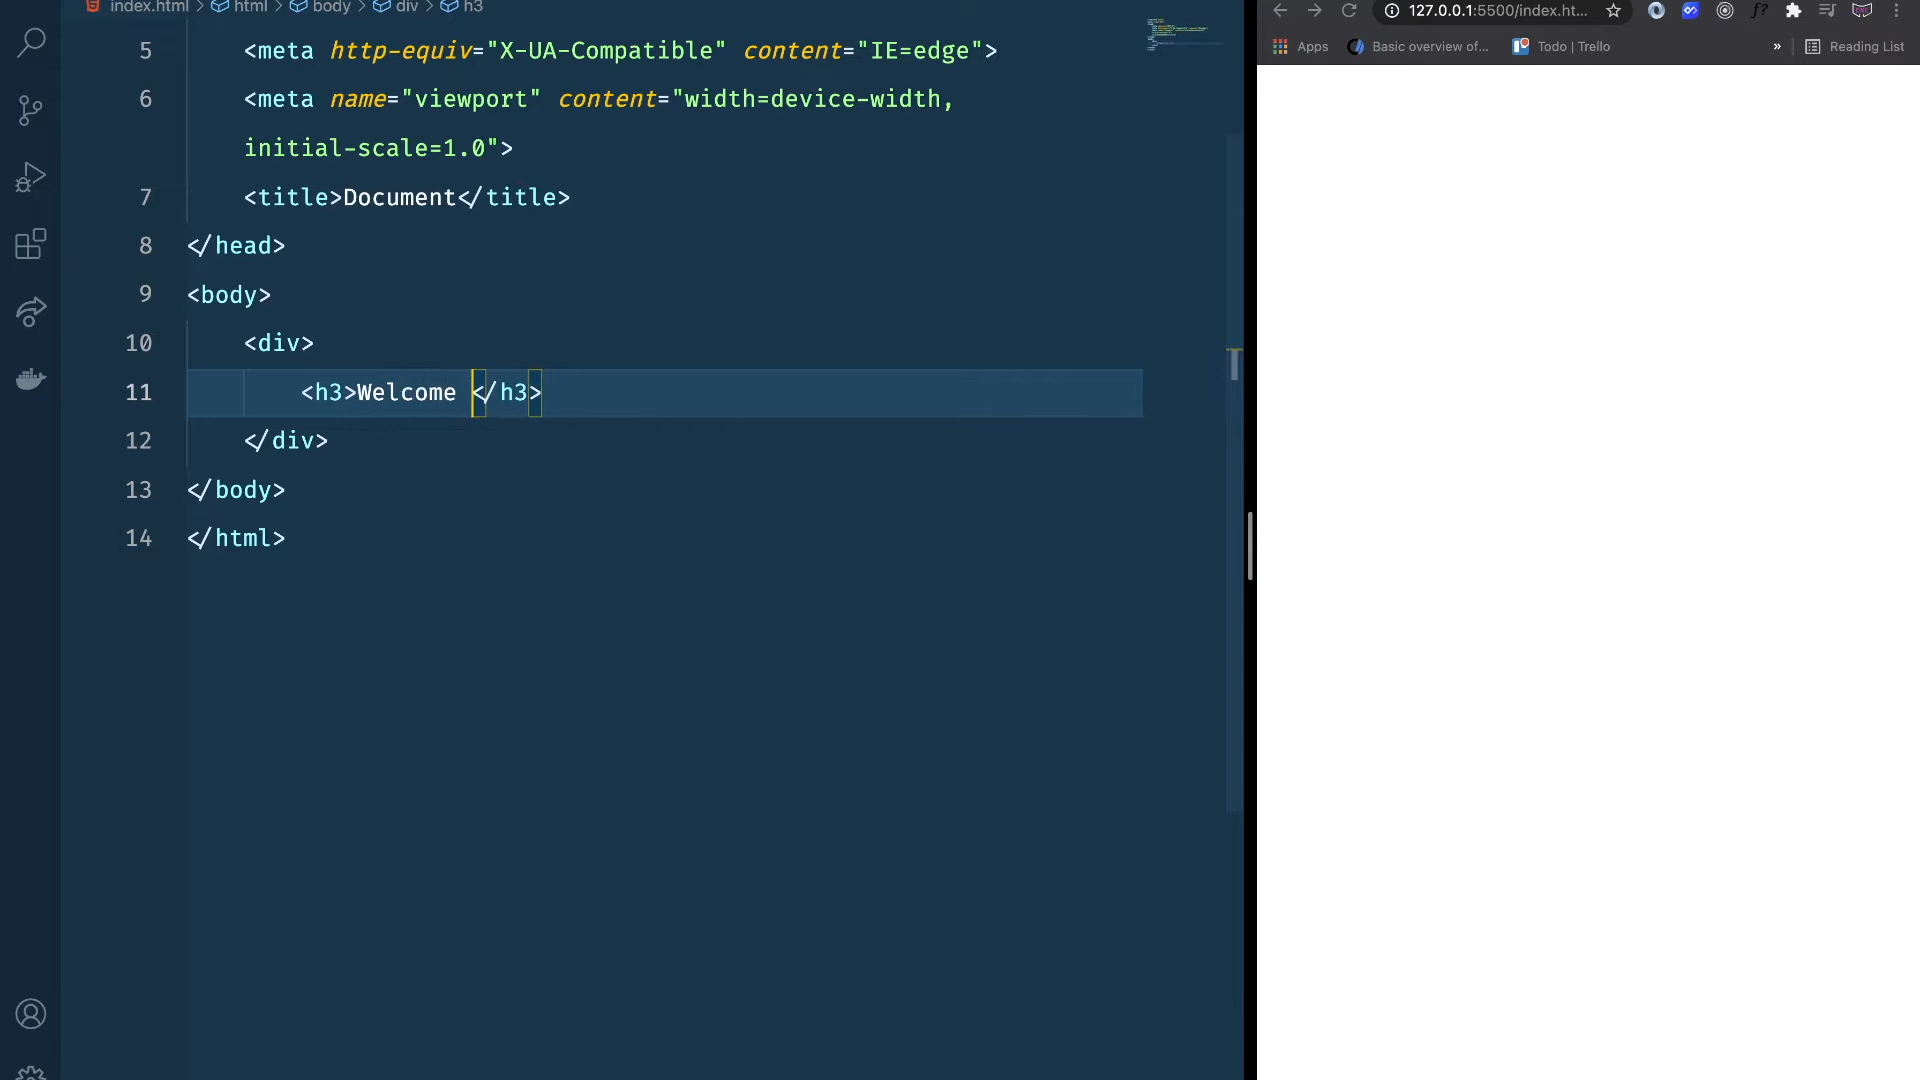 index.html > html > body > div > h3
5 <meta http-equiv="X-UA-Compatible" content="IE=edge">
6 <meta name="viewport" content="width=device-width,
initial-scale=1.0">
7 <title>Document</title>
8 </head>
9 <body>
10 <div>
11 <h3>Welcome </h3>
12 </div>
13 </body>
14 </html>
127.0.0.1:5500/index.ht...
f?
Apps
Basic overview of...
Todo | Trello
»
Reading List